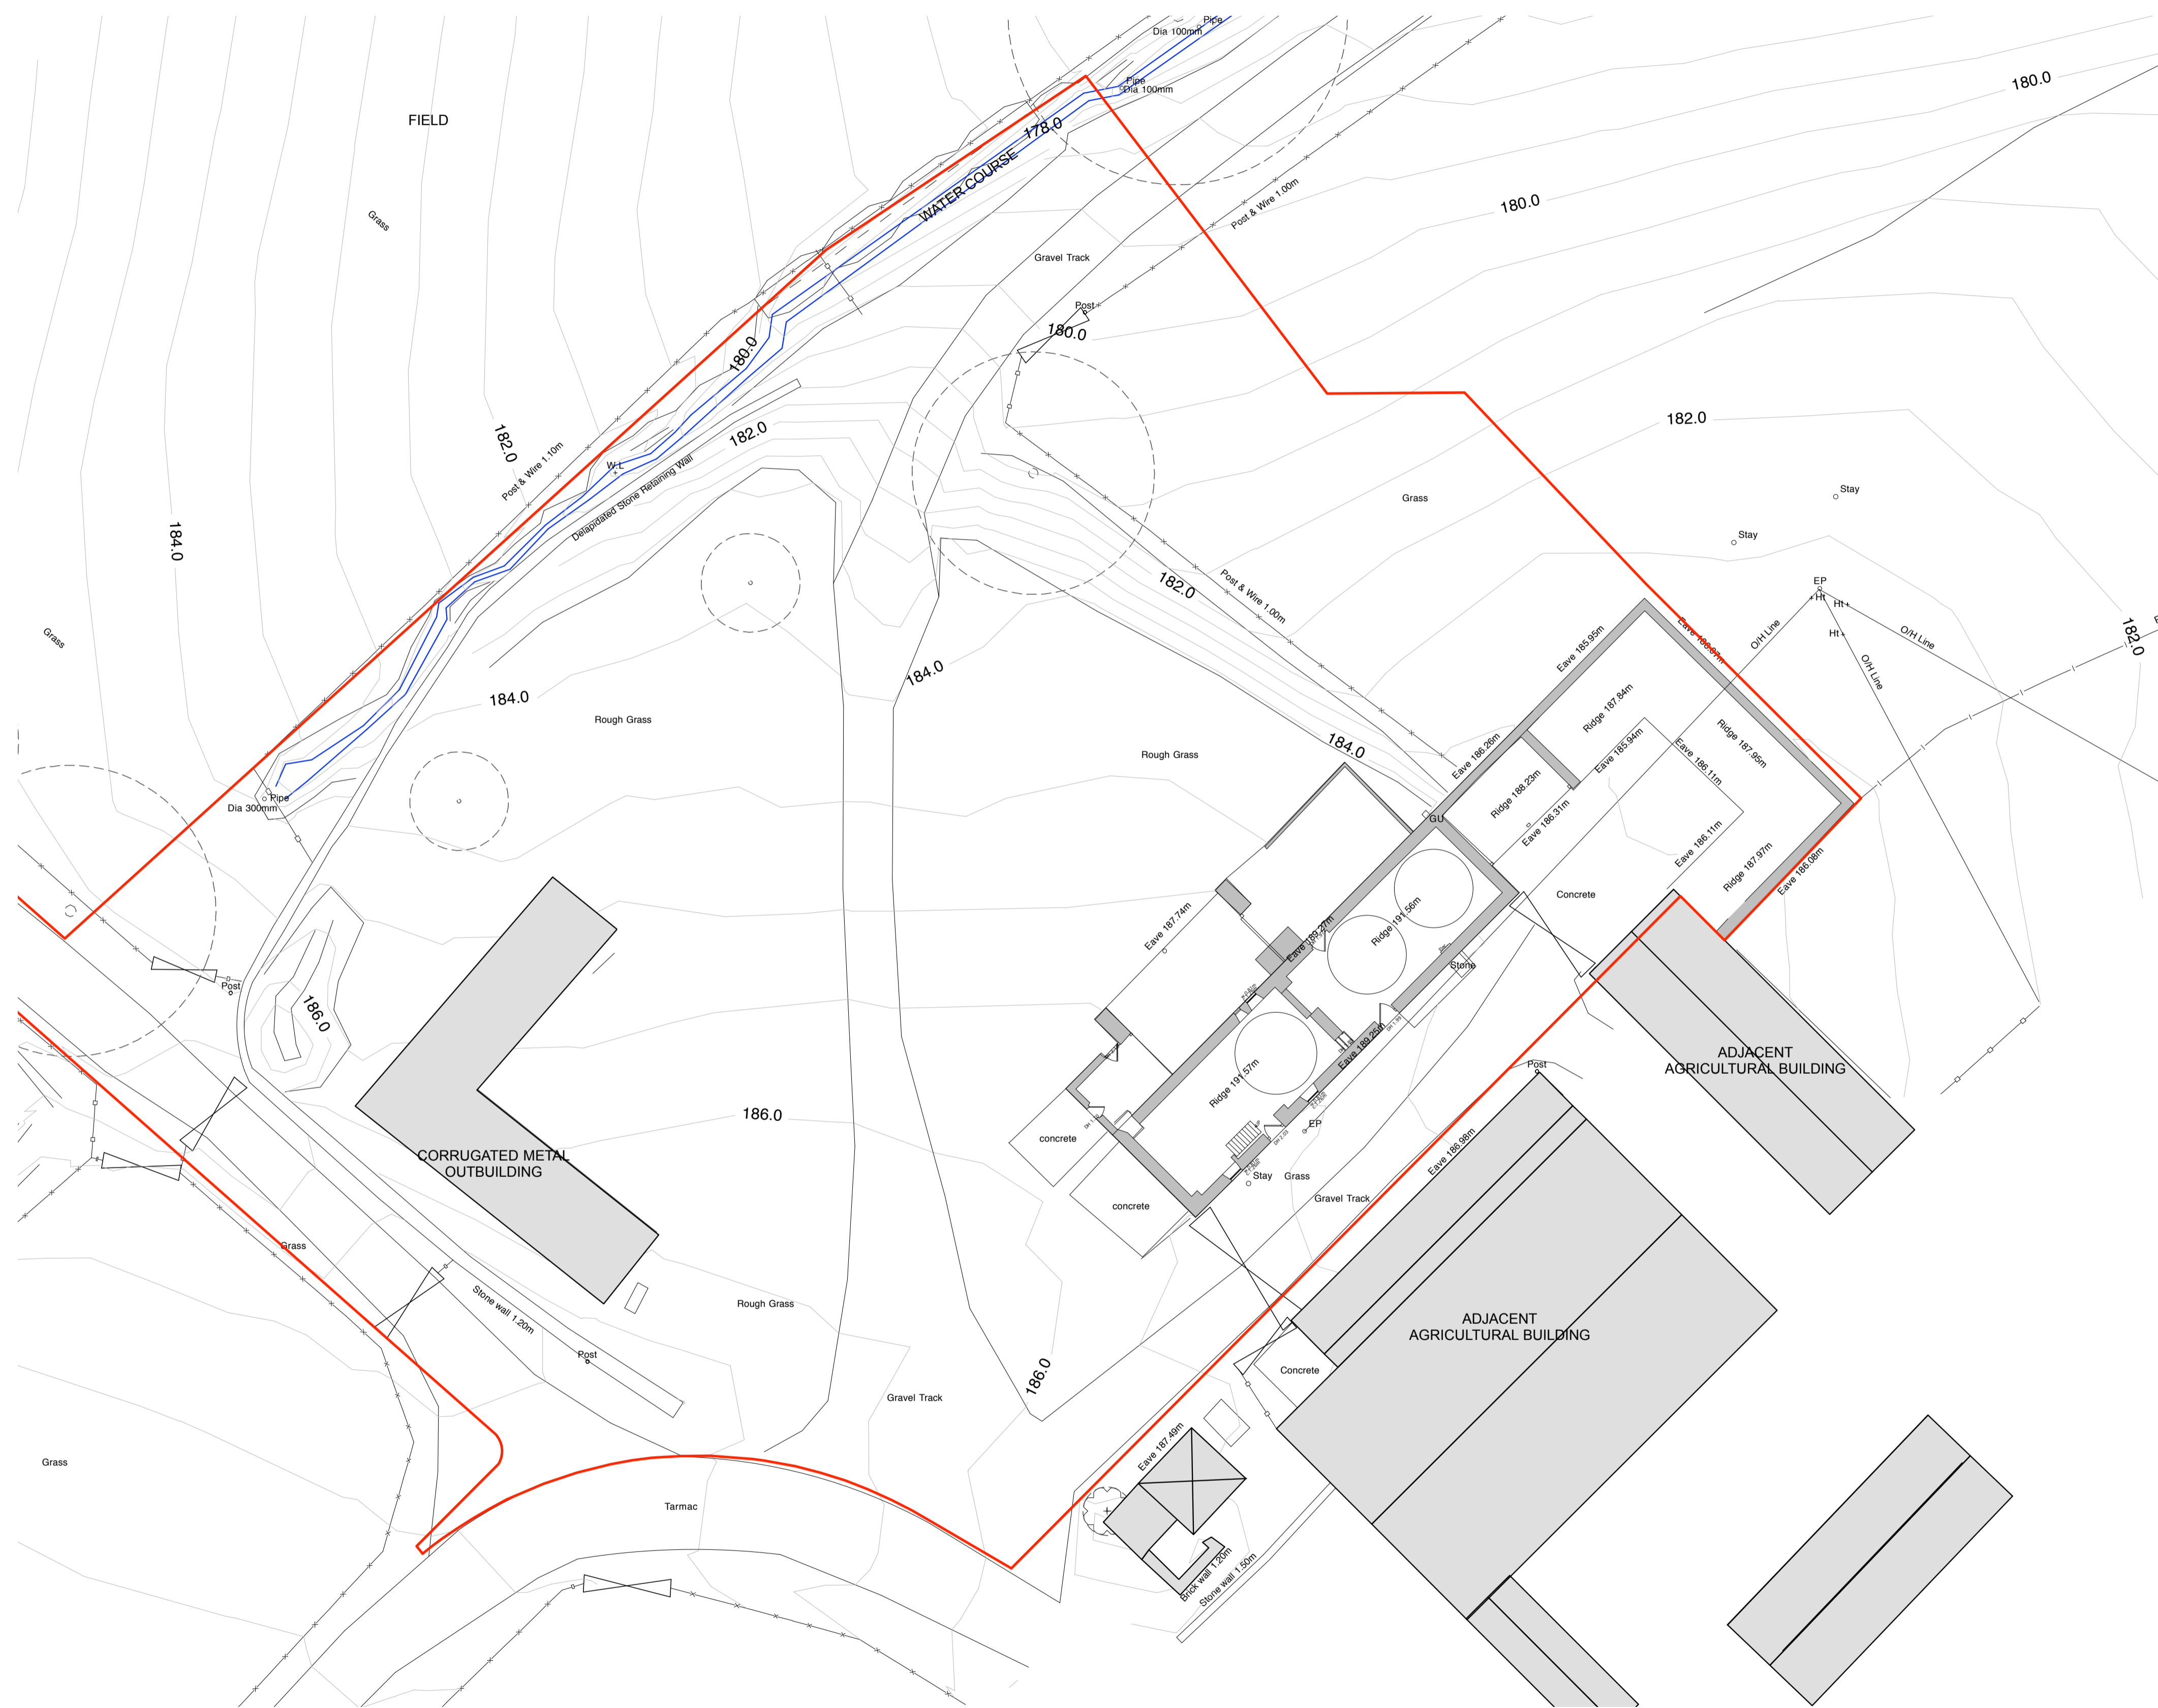 Pipe
Dia 100mm
Pipe
Dia 100mm
180.0
FIELD
178.0
WATER COURSE
Grass
Post & Wire 1.00m
180.0
Gravel Track
Post
180.0
180.0
182.0
182.0
182.0
Post & Wire 1.10m
W.L
Delapidated Stone Retaining Wall
Grass
Stay
Stay
184.0
Post & Wire 1.00m
182.0
EP
Ht
Ht
Ht
O/H Line
O/H Line
O/H Line
182.0
Grass
Eave 185.95m
184.0
184.0
Rough Grass
Ridge 187.84m
Ridge 187.95m
Eave 185.94m
Eave 186.11m
184.0
Rough Grass
Eave 186.26m
Ridge 188.23m
Eave 186.31m
Pipe
Dia 300mm
GU
Eave 186.11m
Ridge 187.97m
Eave 186.08m
Concrete
Eave 187.74m
Eave 189.27m
Ridge 191.56m
Stone
Post
186.0
Eave 189.25m
Ridge 191.57m
Post
ADJACENT
AGRICULTURAL BUILDING
186.0
concrete
EP
CORRUGATED METAL
OUTBUILDING
Eave 186.98m
Stay
Grass
Gravel Track
concrete
Grass
Stone wall 1.20m
Rough Grass
ADJACENT
AGRICULTURAL BUILDING
Post
186.0
Concrete
Gravel Track
Eave 187.49m
Grass
Tarmac
Brick wall 1.20m
Stone wall 1.50m